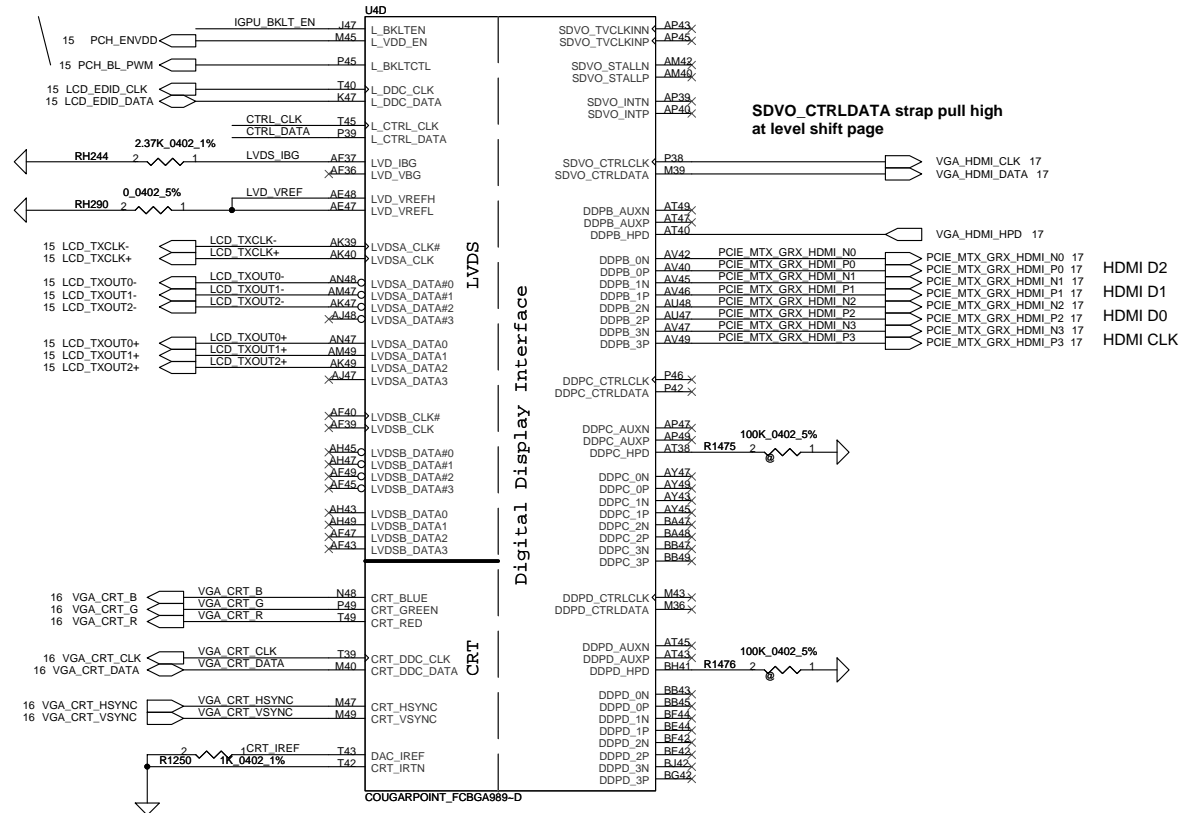 U4D
IGPU_BKLT_EN J47 L_BKLTEN
15 PCH_ENVDD M45 L_VDD_EN
15 PCH_BL_PWM P45 L_BKLTCTL
15 LCD_EDID_CLK T40 L_DDC_CLK
15 LCD_EDID_DATA K47 L_DDC_DATA
CTRL_CLK T45 L_CTRL_CLK
CTRL_DATA P39 L_CTRL_DATA
2.37K_0402_1%
RH244 2 1 LVDS_IBG AF37 LVD_IBG
AF36 LVD_VBG
0_0402_5%
RH290 2 1 LVD_VREF AE48 LVD_VREFH
AE47 LVD_VREFL
15 LCD_TXCLK- LCD_TXCLK- AK39 LVDSA_CLK#
15 LCD_TXCLK+ LCD_TXCLK+ AK40 LVDSA_CLK
15 LCD_TXOUT0- LCD_TXOUT0- AN48 LVDSA_DATA#0
15 LCD_TXOUT1- LCD_TXOUT1- AM47 LVDSA_DATA#1
15 LCD_TXOUT2- LCD_TXOUT2- AK47 LVDSA_DATA#2
AJ48 LVDSA_DATA#3
15 LCD_TXOUT0+ LCD_TXOUT0+ AN47 LVDSA_DATA0
15 LCD_TXOUT1+ LCD_TXOUT1+ AM49 LVDSA_DATA1
15 LCD_TXOUT2+ LCD_TXOUT2+ AK49 LVDSA_DATA2
AJ47 LVDSA_DATA3
AF40 LVDSB_CLK#
AF39 LVDSB_CLK
AH45 LVDSB_DATA#0
AH47 LVDSB_DATA#1
AF49 LVDSB_DATA#2
AF45 LVDSB_DATA#3
AH43 LVDSB_DATA0
AH49 LVDSB_DATA1
AF47 LVDSB_DATA2
AF43 LVDSB_DATA3
16 VGA_CRT_B VGA_CRT_B N48 CRT_BLUE
16 VGA_CRT_G VGA_CRT_G P49 CRT_GREEN
16 VGA_CRT_R VGA_CRT_R T49 CRT_RED
16 VGA_CRT_CLK VGA_CRT_CLK T39 CRT_DDC_CLK
16 VGA_CRT_DATA VGA_CRT_DATA M40 CRT_DDC_DATA
16 VGA_CRT_HSYNC VGA_CRT_HSYNC M47 CRT_HSYNC
16 VGA_CRT_VSYNC VGA_CRT_VSYNC M49 CRT_VSYNC
2 1 CRT_IREF T43 DAC_IREF
R1250 1K_0402_1% T42 CRT_IRTN
LVDS
CRT
Digital Display Interface
SDVO_TVCLKINN AP43
SDVO_TVCLKINP AP45
SDVO_STALLN AM42
SDVO_STALLP AM40
SDVO_INTN AP39
SDVO_INTP AP40
SDVO_CTRLDATA strap pull high
at level shift page
SDVO_CTRLCLK P38 VGA_HDMI_CLK 17
SDVO_CTRLDATA M39 VGA_HDMI_DATA 17
DDPB_AUXN AT49
DDPB_AUXP AT47
DDPB_HPD AT40 VGA_HDMI_HPD 17
DDPB_0N AV42 PCIE_MTX_GRX_HDMI_N0 PCIE_MTX_GRX_HDMI_N0 17
DDPB_0P AV40 PCIE_MTX_GRX_HDMI_P0 PCIE_MTX_GRX_HDMI_P0 17 HDMI D2
DDPB_1N AV45 PCIE_MTX_GRX_HDMI_N1 PCIE_MTX_GRX_HDMI_N1 17
DDPB_1P AV46 PCIE_MTX_GRX_HDMI_P1 PCIE_MTX_GRX_HDMI_P1 17 HDMI D1
DDPB_2N AU48 PCIE_MTX_GRX_HDMI_N2 PCIE_MTX_GRX_HDMI_N2 17
DDPB_2P AU47 PCIE_MTX_GRX_HDMI_P2 PCIE_MTX_GRX_HDMI_P2 17 HDMI D0
DDPB_3N AV47 PCIE_MTX_GRX_HDMI_N3 PCIE_MTX_GRX_HDMI_N3 17
DDPB_3P AV49 PCIE_MTX_GRX_HDMI_P3 PCIE_MTX_GRX_HDMI_P3 17 HDMI CLK
DDPC_CTRLCLK P46
DDPC_CTRLDATA P42
DDPC_AUXN AP47
DDPC_AUXP AP49
100K_0402_5%
DDPC_HPD AT38 R1475 2 1
@
DDPC_0N AY47
DDPC_0P AY49
DDPC_1N AY43
DDPC_1P AY45
DDPC_2N BA47
DDPC_2P BA48
DDPC_3N BB47
DDPC_3P BB49
DDPD_CTRLCLK M43
DDPD_CTRLDATA M36
DDPD_AUXN AT45
DDPD_AUXP AT43
100K_0402_5%
DDPD_HPD BH41 R1476 2 1
@
DDPD_0N BB43
DDPD_0P BB45
DDPD_1N BF44
DDPD_1P BE44
DDPD_2N BF42
DDPD_2P BE42
DDPD_3N BJ42
DDPD_3P BG42
COUGARPOINT_FCBGA989~D